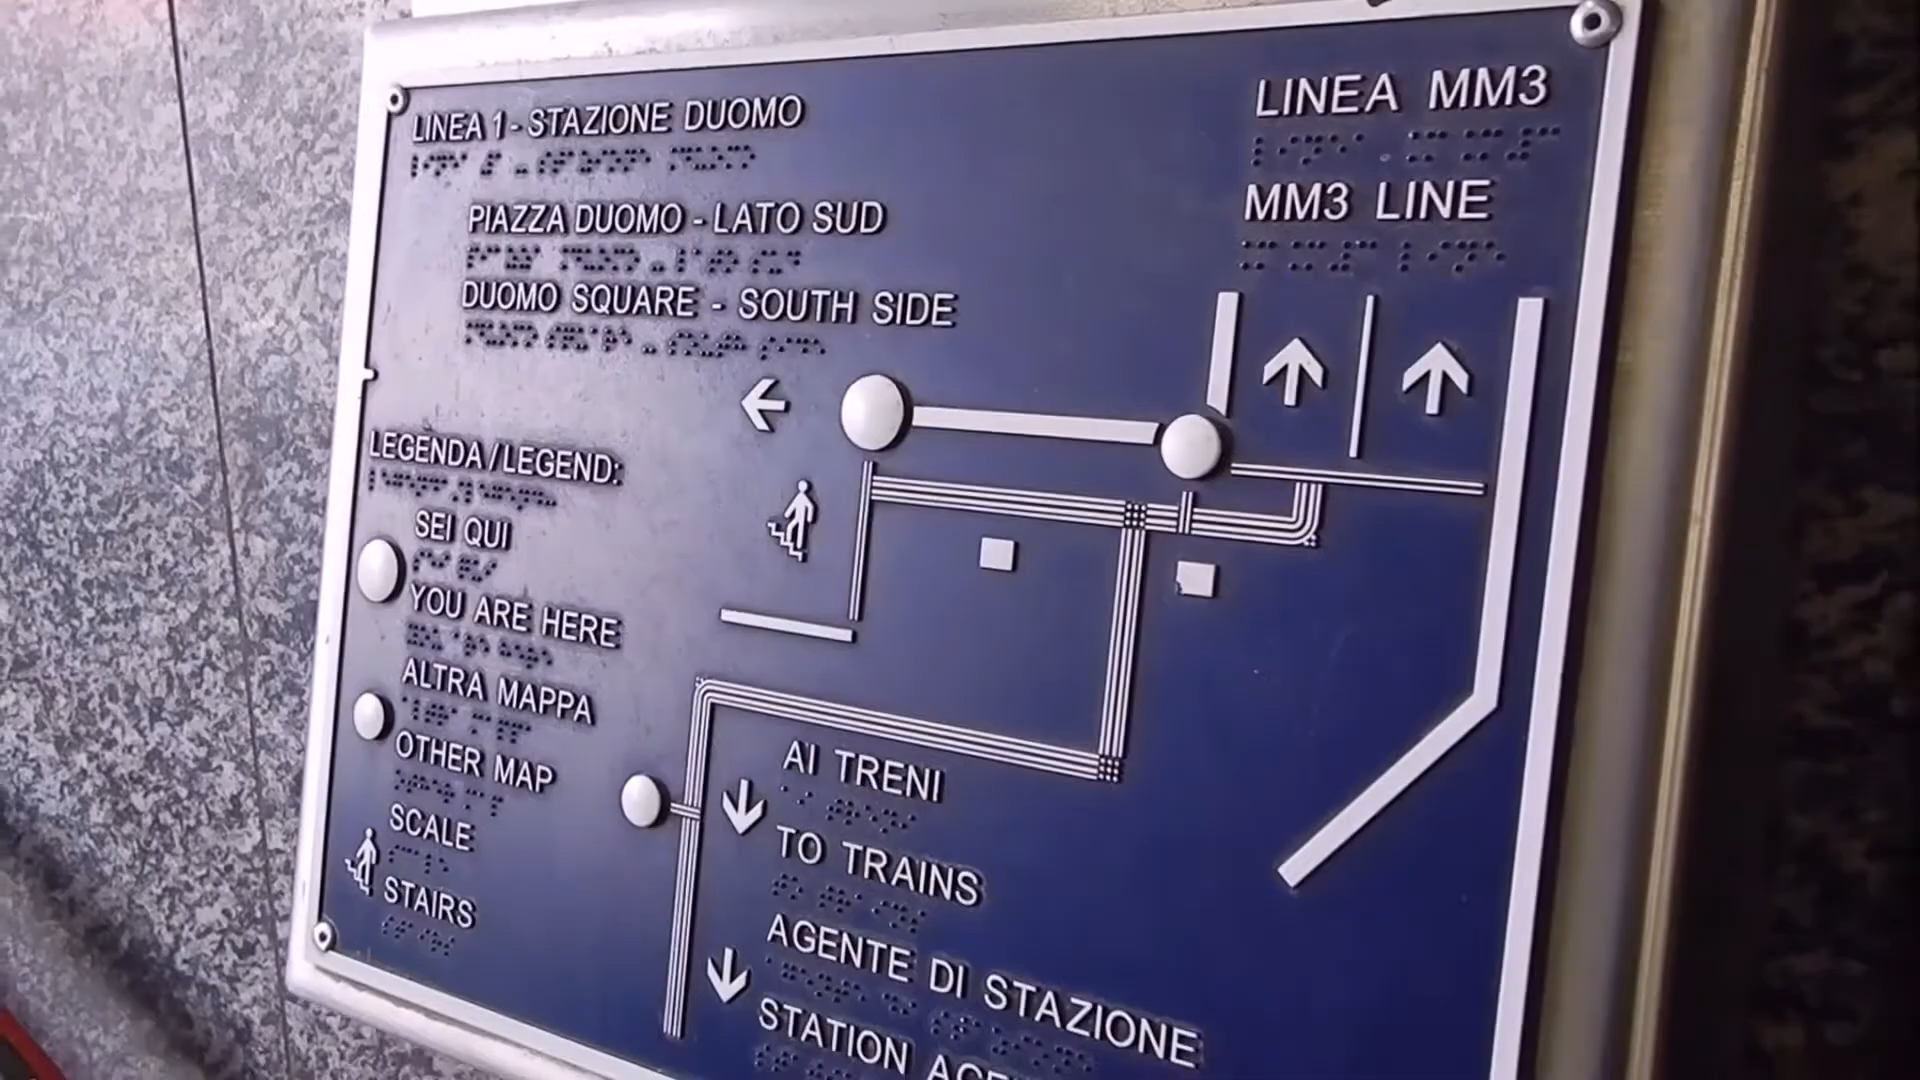 LINEA 1 - STAZIONE DUOMO
PIAZZA DUOMO - LATO SUD
DUOMO SQUARE - SOUTH SIDE
LINEA MM3
MM3 LINE
LEGENDA / LEGEND:
SEI QUI
YOU ARE HERE
ALTRA MAPPA
OTHER MAP
SCALE
STAIRS
AI TRENI
TO TRAINS
AGENTE DI STAZIONE
STATION